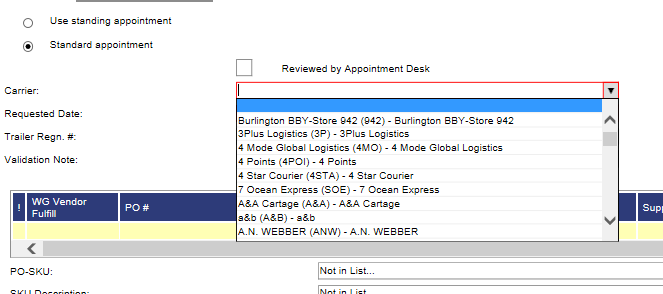 Use standing appointment
Standard appointment
Reviewed by Appointment Desk
Carrier:
Requested Date:
Trailer Regn. #:
Validation Note:
Burlington BBY-Store 942 (942) - Burlington BBY-Store 942
3Plus Logistics (3P) - 3Plus Logistics
4 Mode Global Logistics (4MO) - 4 Mode Global Logistics
4 Points (4POI) - 4 Points
4 Star Courier (4STA) - 4 Star Courier
7 Ocean Express (SOE) - 7 Ocean Express
A&A Cartage (A&A) - A&A Cartage
a&b (A&B) - a&b
A.N. WEBBER (ANW) - A.N. WEBBER
! WG Vendor Fulfill PO # Supp
PO-SKU: Not in List...
SKU Description: Not in List